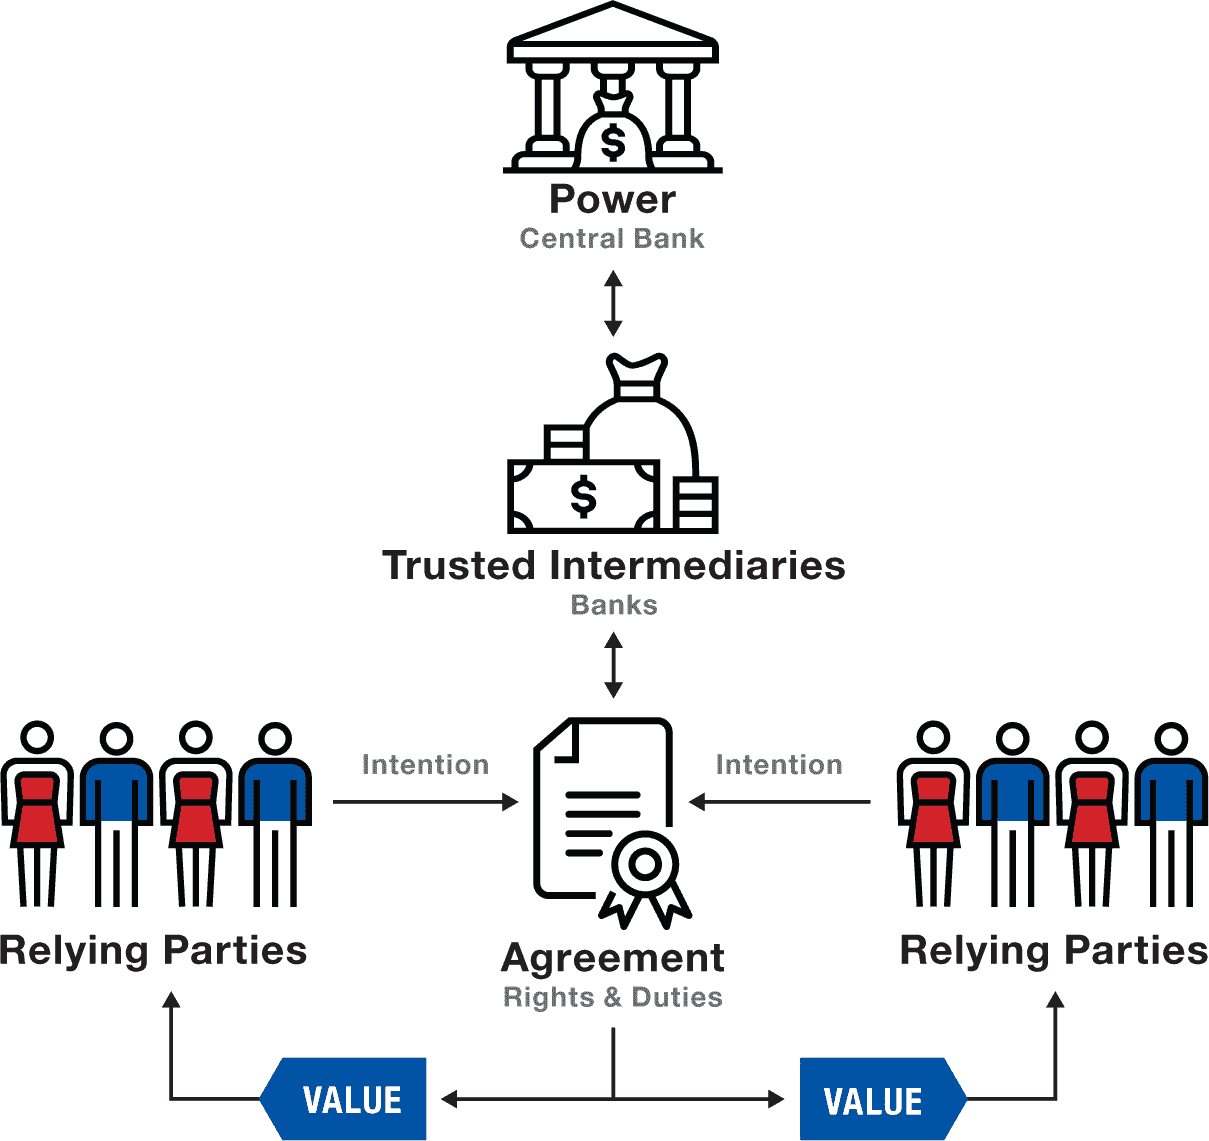 $
Power
Central Bank
$
Trusted Intermediaries
Banks
Intention
Intention
Relying Parties
Agreement
Rights & Duties
Relying Parties
VALUE
VALUE